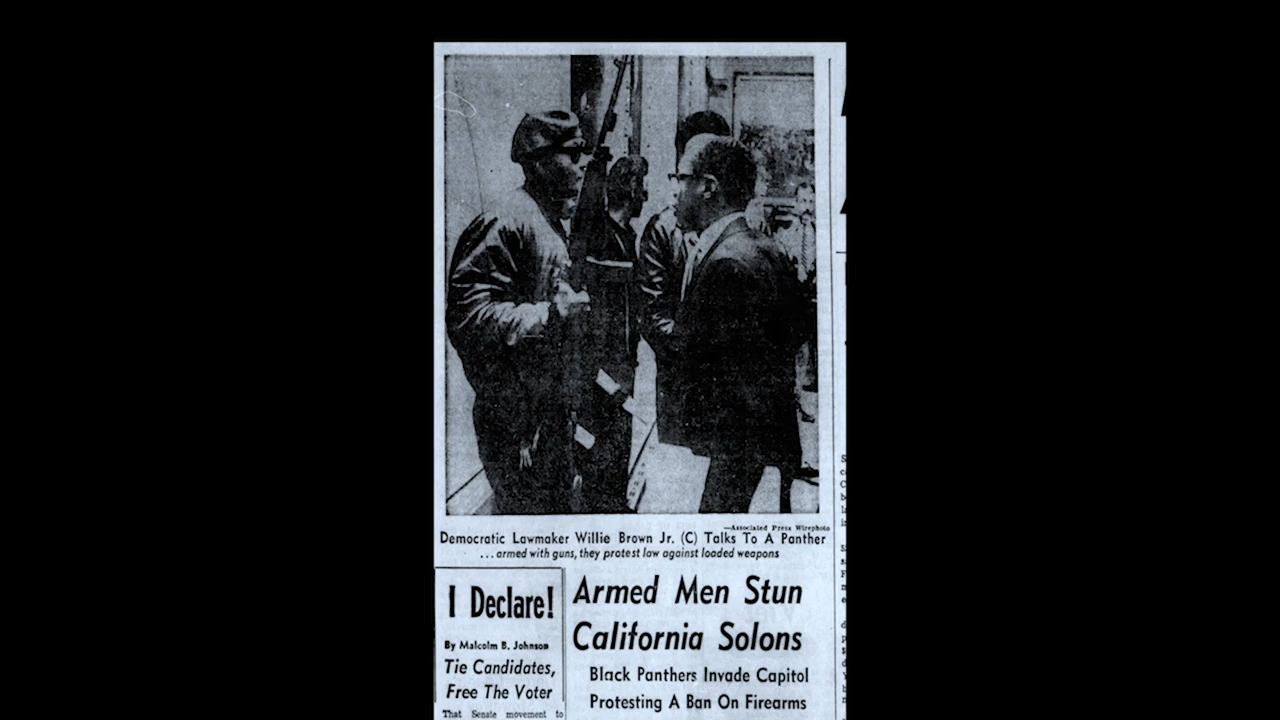 —Associated Press Wirephoto
Democratic Lawmaker Willie Brown Jr. (C) Talks To A Panther
...armed with guns, they protest law against loaded weapons
I Declare!
By Malcolm B. Johnson
Tie Candidates,
Free The Voter
That Senate movement to
Armed Men Stun
California Solons
Black Panthers Invade Capitol
Protesting A Ban On Firearms